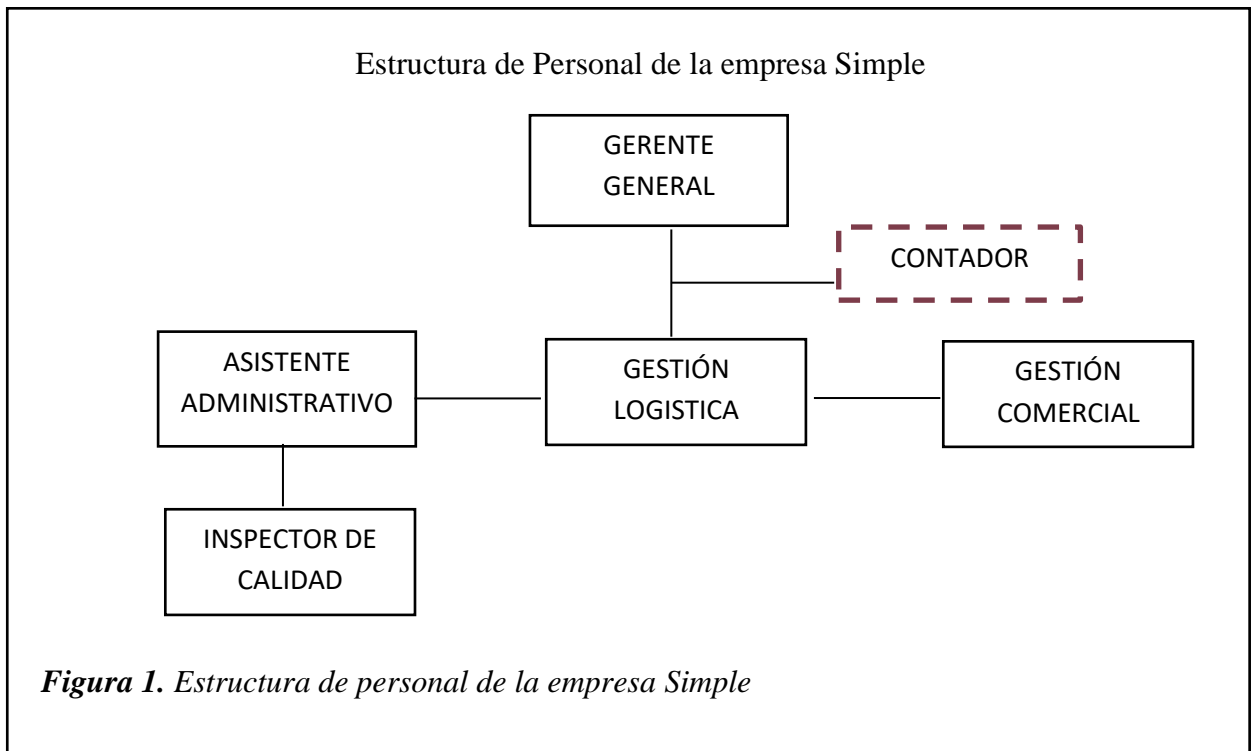 Estructura de Personal de la empresa Simple
GERENTE
GENERAL
CONTADOR
ASISTENTE
ADMINISTRATIVO
GESTIÓN
LOGISTICA
GESTIÓN
COMERCIAL
INSPECTOR DE
CALIDAD
Figura 1. Estructura de personal de la empresa Simple